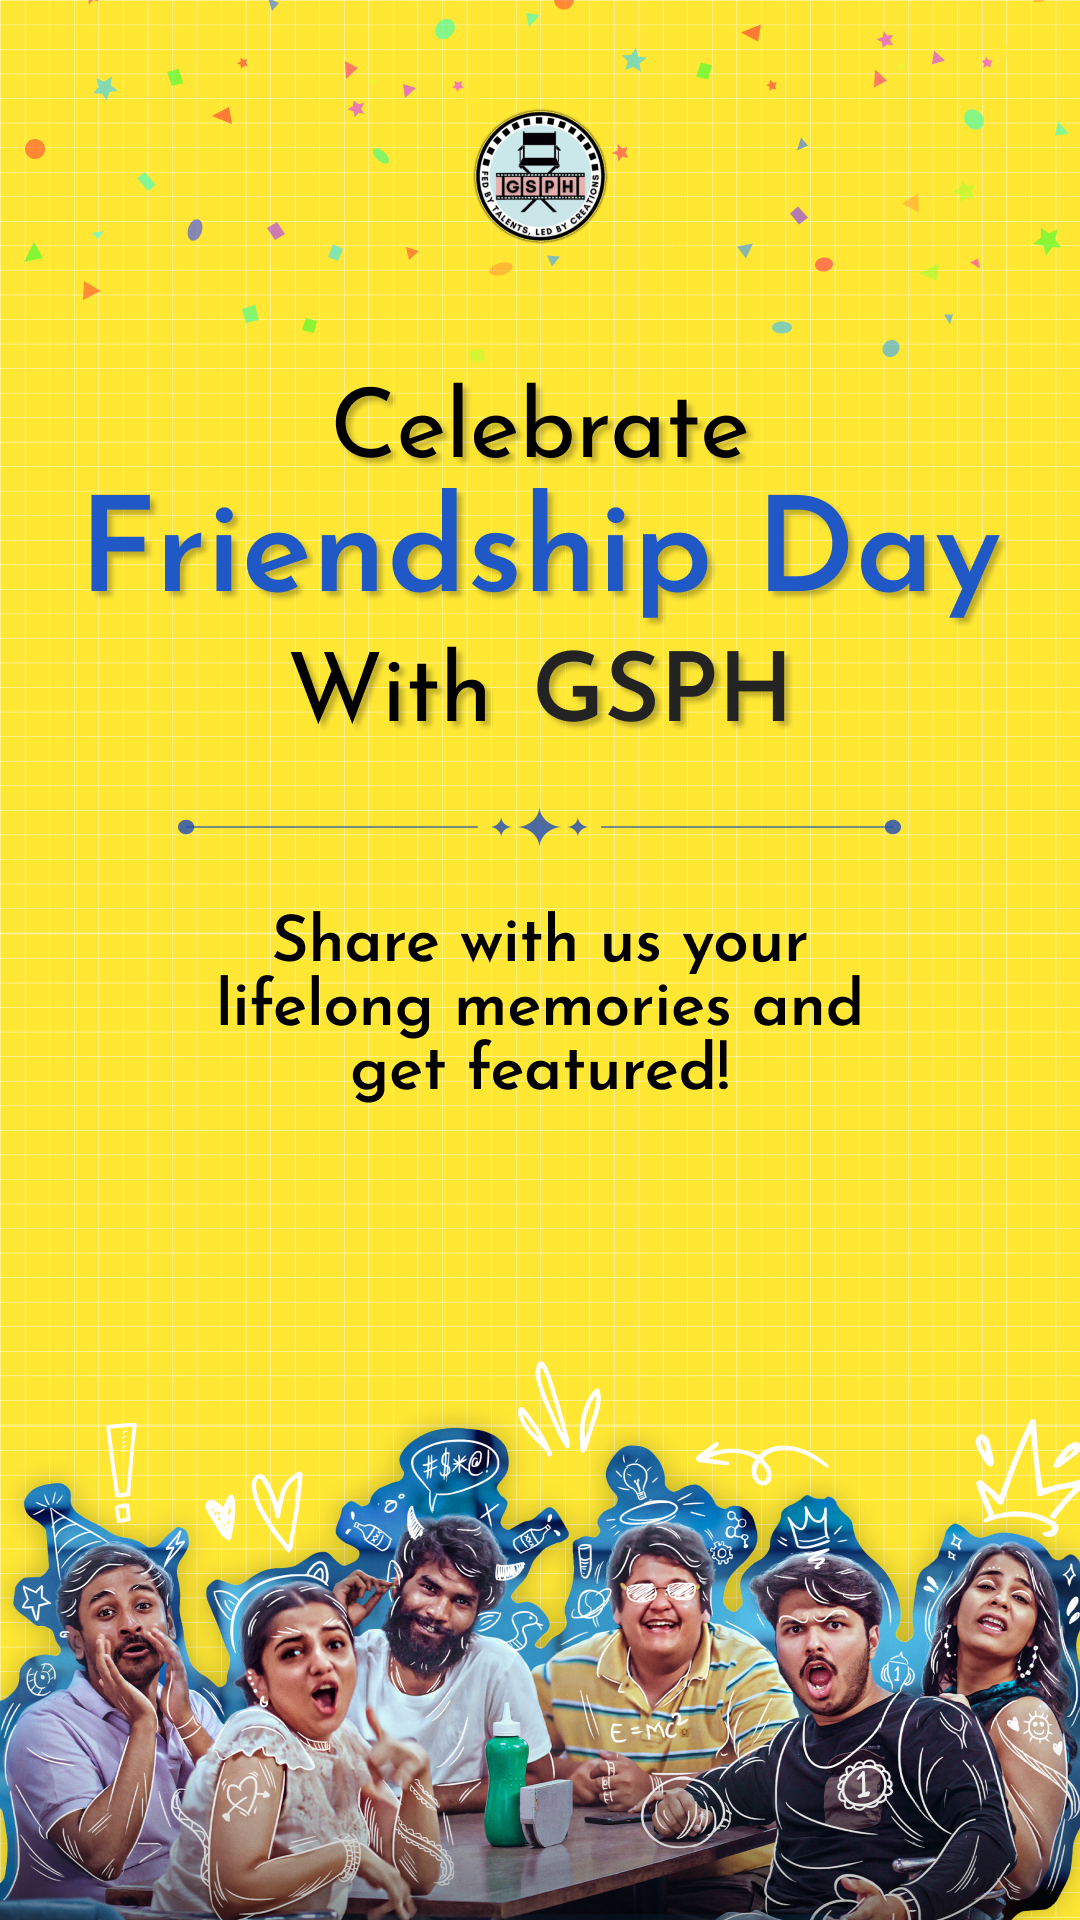 GSPH
FED BY TALENTS, LED BY CREATIONS
Celebrate
Friendship Day
With GSPH
Share with us your
lifelong memories and
get featured!
#$*@!
E=MC²
1
1